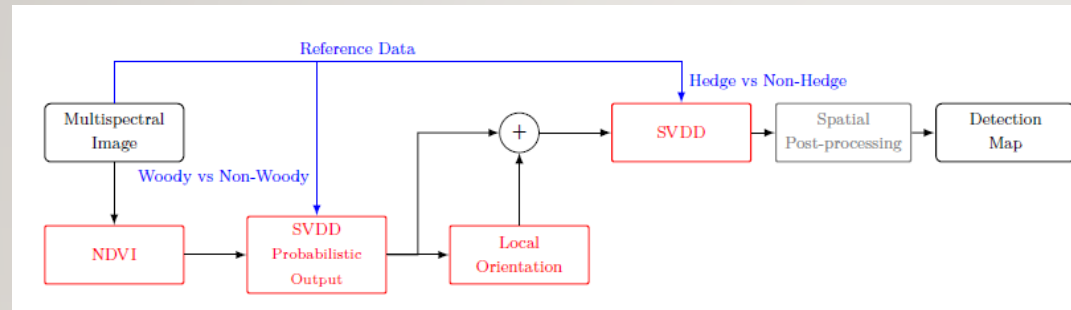 Reference Data
Hedge vs Non-Hedge
Multispectral
Image
+
SVDD
Spatial
Post-processing
Detection
Map
Woody vs Non-Woody
NDVI
SVDD
Probabilistic
Output
Local
Orientation